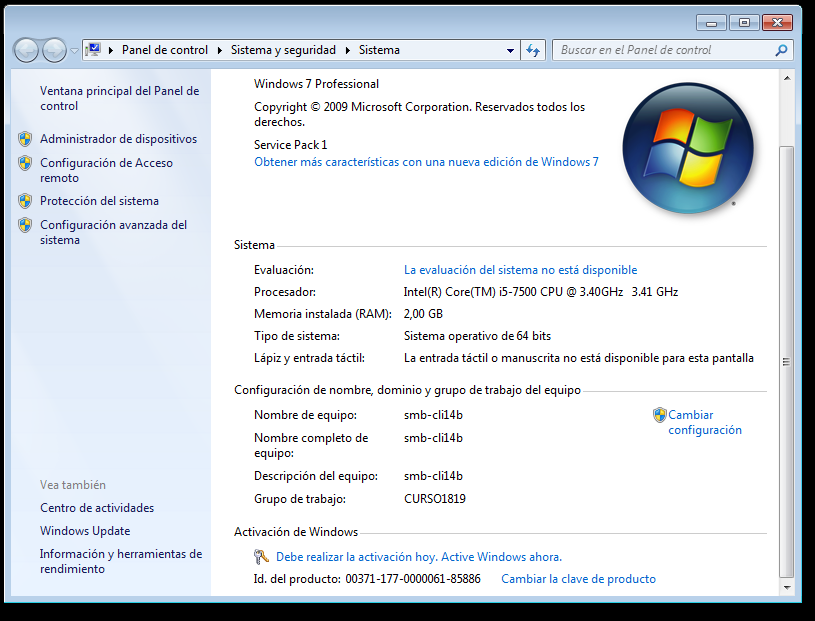 Panel de control ▸ Sistema y seguridad ▸ Sistema
Buscar en el Panel de control
Ventana principal del Panel de
control
Administrador de dispositivos
Configuración de Acceso
remoto
Protección del sistema
Configuración avanzada del
sistema
Vea también
Centro de actividades
Windows Update
Información y herramientas de
rendimiento
Windows 7 Professional
Copyright © 2009 Microsoft Corporation. Reservados todos los
derechos.
Service Pack 1
Obtener más características con una nueva edición de Windows 7
Sistema
Evaluación: La evaluación del sistema no está disponible
Procesador: Intel(R) Core(TM) i5-7500 CPU @ 3.40GHz 3.41 GHz
Memoria instalada (RAM): 2,00 GB
Tipo de sistema: Sistema operativo de 64 bits
Lápiz y entrada táctil: La entrada táctil o manuscrita no está disponible para esta pantalla
Configuración de nombre, dominio y grupo de trabajo del equipo
Nombre de equipo: smb-cli14b
Cambiar
configuración
Nombre completo de
equipo: smb-cli14b
Descripción del equipo: smb-cli14b
Grupo de trabajo: CURSO1819
Activación de Windows
Debe realizar la activación hoy. Active Windows ahora.
Id. del producto: 00371-177-0000061-85886 Cambiar la clave de producto